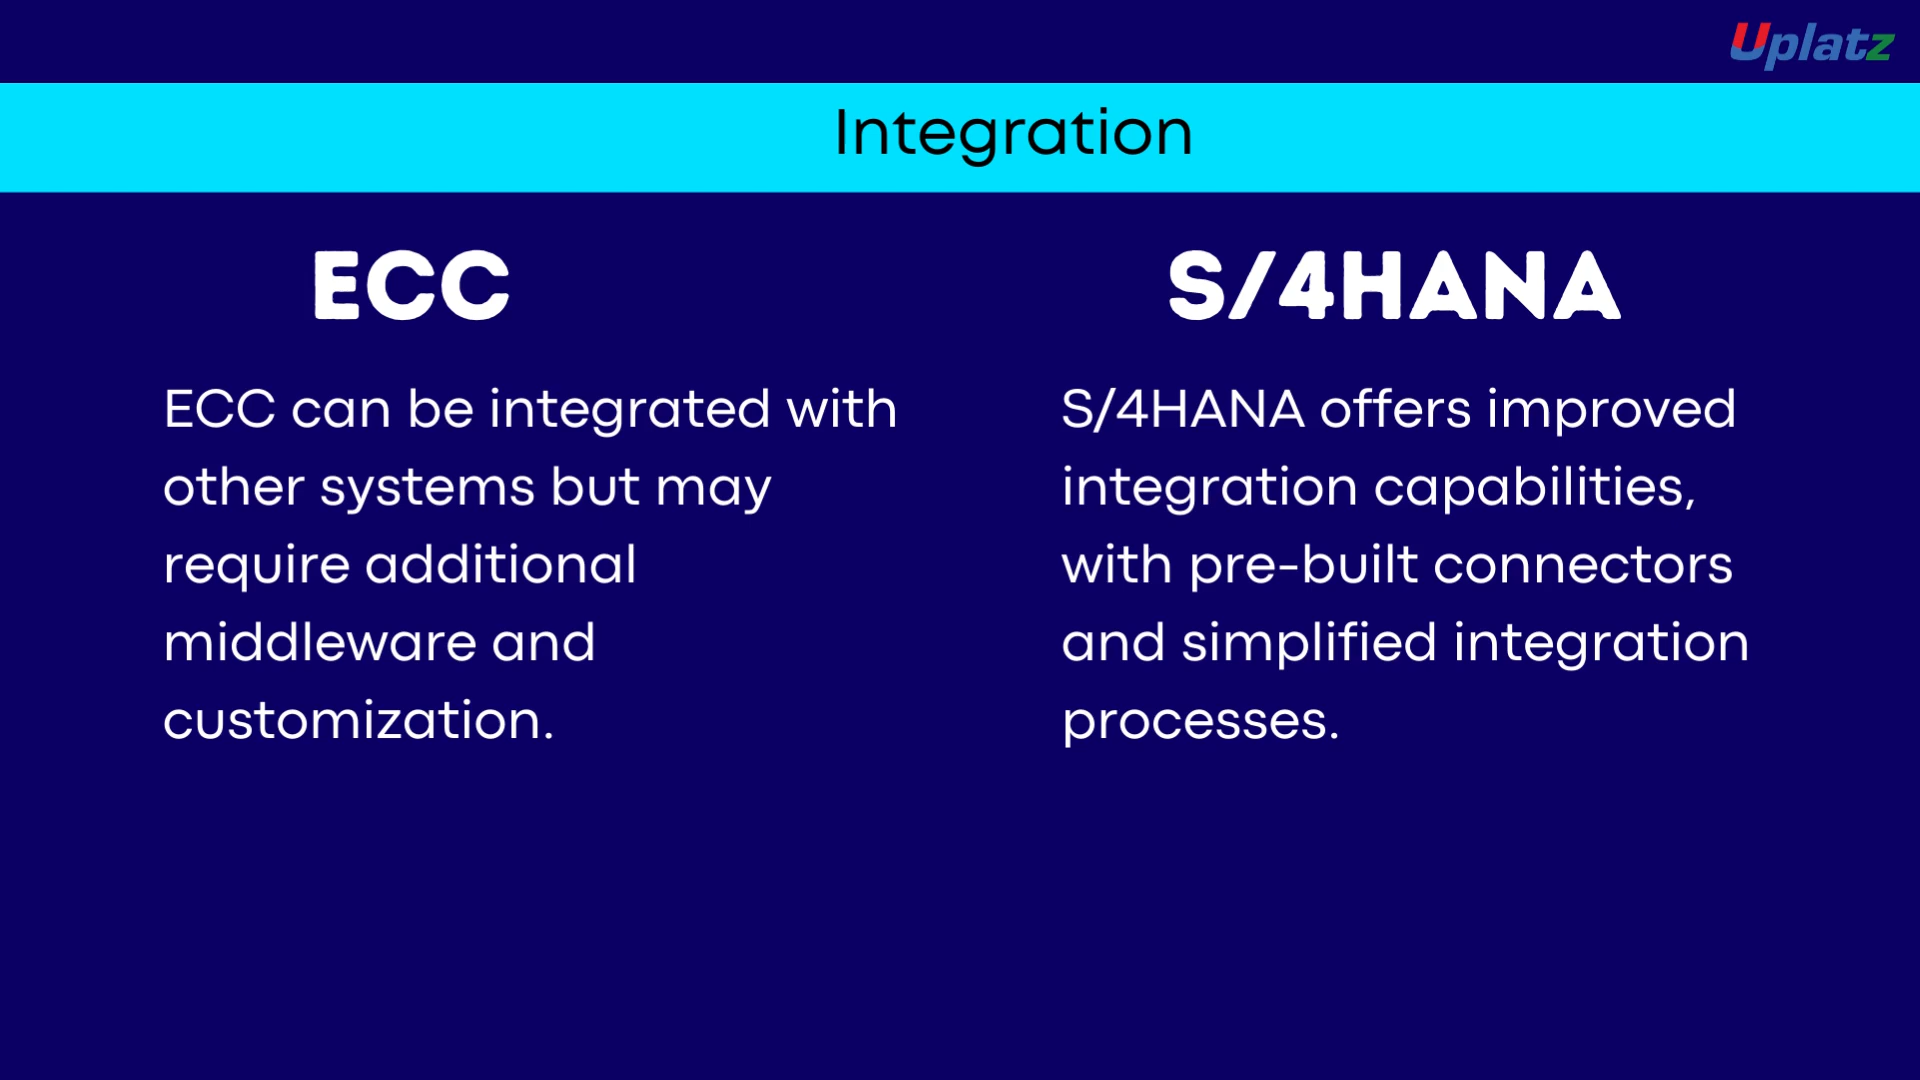 Uplatz
Integration
ECC
ECC can be integrated with
other systems but may
require additional
middleware and
customization.
S/4HANA
S/4HANA offers improved
integration capabilities,
with pre-built connectors
and simplified integration
processes.